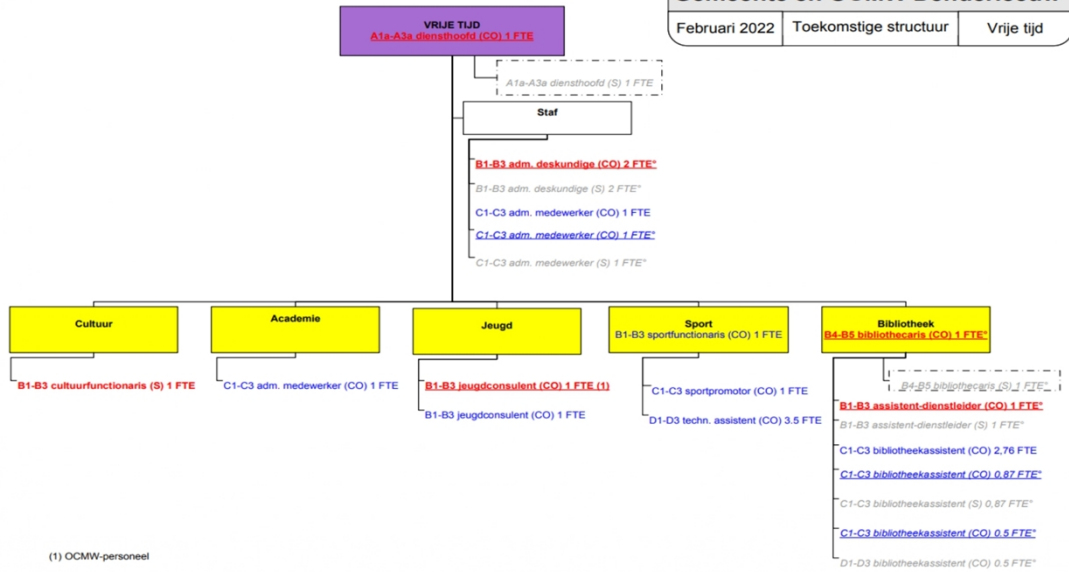 Februari 2022 Toekomstige structuur Vrije tijd
VRIJE TIJD
A1a-A3a diensthoofd (CO) 1 FTE
A1a-A3a diensthoofd (S) 1 FTE
Staf
B1-B3 adm. deskundige (CO) 2 FTE°
B1-B3 adm. deskundige (S) 2 FTE°
C1-C3 adm. medewerker (CO) 1 FTE
C1-C3 adm. medewerker (CO) 1 FTE°
C1-C3 adm. medewerker (S) 1 FTE°
Cultuur
B1-B3 cultuurfunctionaris (S) 1 FTE
Academie
C1-C3 adm. medewerker (CO) 1 FTE
Jeugd
B1-B3 jeugdconsulent (CO) 1 FTE (1)
B1-B3 jeugdconsulent (CO) 1 FTE
Sport
B1-B3 sportfunctionaris (CO) 1 FTE
C1-C3 sportpromotor (CO) 1 FTE
D1-D3 techn. assistent (CO) 3.5 FTE
Bibliotheek
B4-B5 bibliothecaris (CO) 1 FTE°
B4-B5 bibliothecaris (S) 1 FTE°
B1-B3 assistent-dienstleider (CO) 1 FTE°
B1-B3 assistent-dienstleider (S) 1 FTE°
C1-C3 bibliotheekassistent (CO) 2,76 FTE
C1-C3 bibliotheekassistent (CO) 0,87 FTE°
C1-C3 bibliotheekassistent (S) 0,87 FTE°
C1-C3 bibliotheekassistent (CO) 0.5 FTE°
D1-D3 bibliotheekassistent (CO) 0.5 FTE°
(1) OCMW-personeel